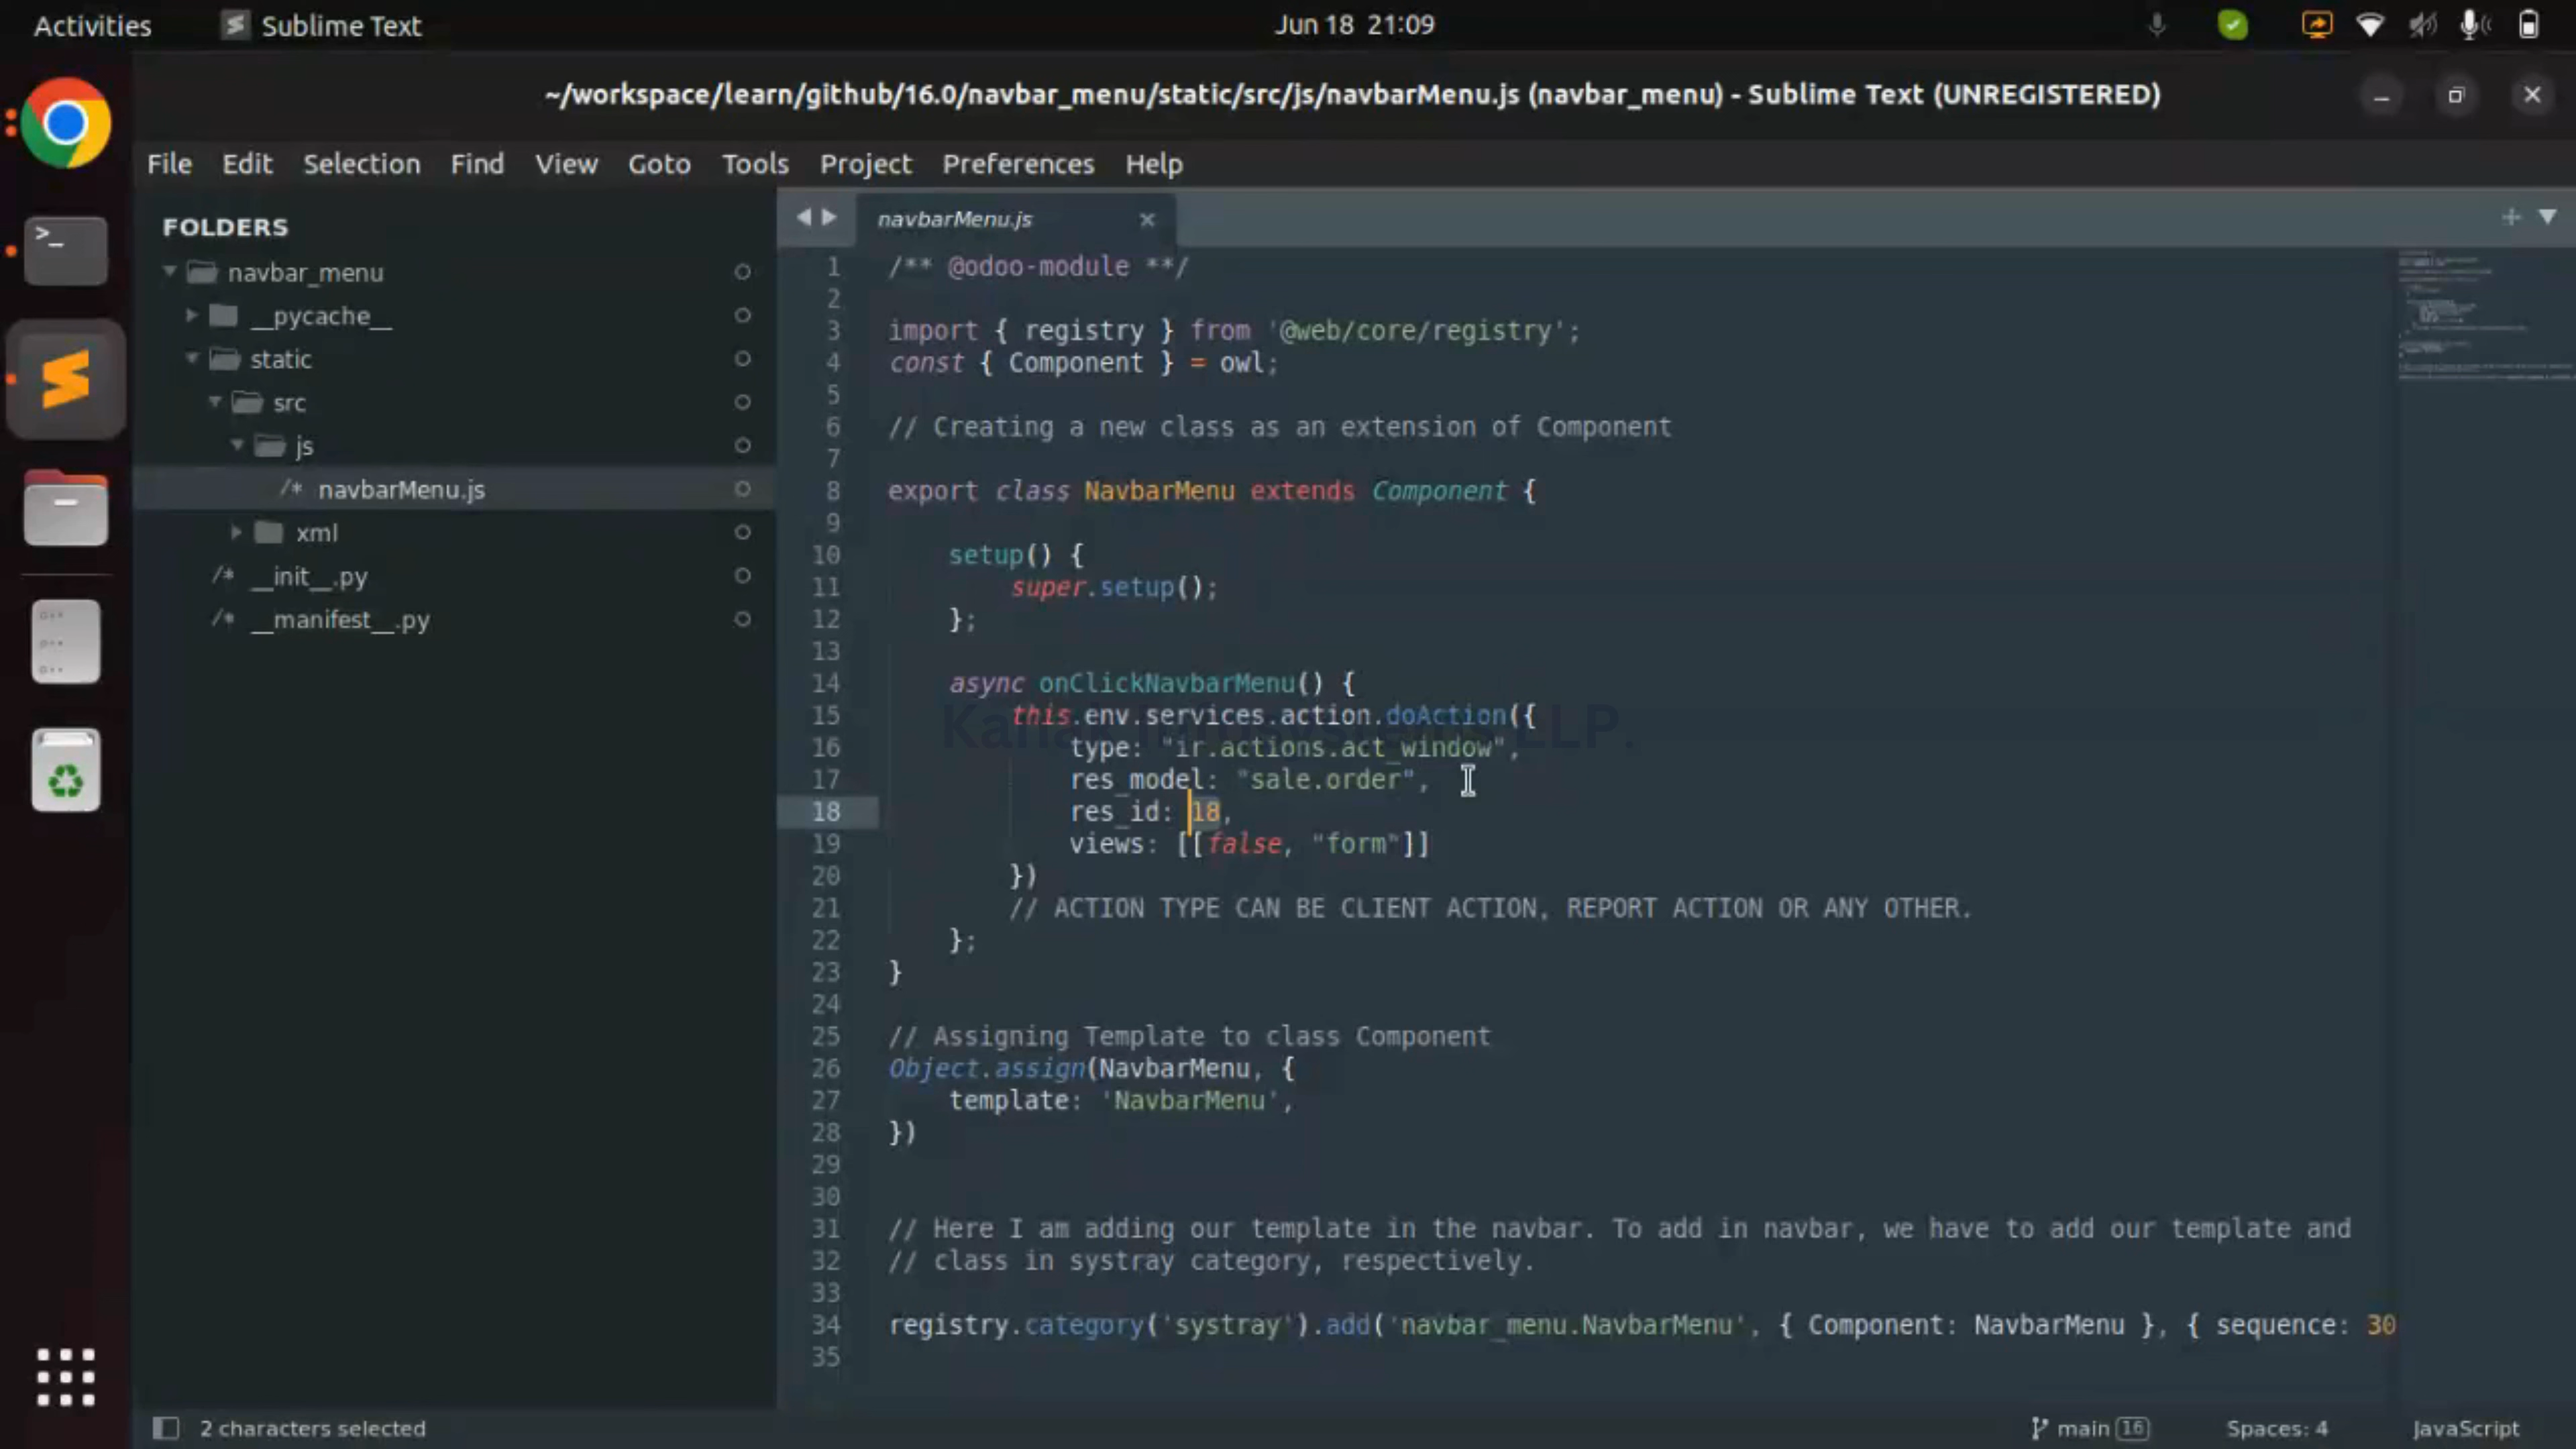 Activities
Sublime Text
Jun 18 21:09
~/workspace/learn/github/16.0/navbar_menu/static/src/js/navbarMenu.js (navbar_menu) - Sublime Text (UNREGISTERED)
File Edit Selection Find View Goto Tools Project Preferences Help
FOLDERS
navbar_menu
__pycache__
static
src
js
/* navbarMenu.js
xml
/* __init__.py
/* __manifest__.py
navbarMenu.js
1 /** @odoo-module **/
2
3 import { registry } from '@web/core/registry';
4 const { Component } = owl;
5
6 // Creating a new class as an extension of Component
7
8 export class NavbarMenu extends Component {
9
10 setup() {
11 super.setup();
12 };
13
14 async onClickNavbarMenu() {
15 this.env.services.action.doAction({
16 type: "ir.actions.act_window",
17 res_model: "sale.order",
18 res_id: 18,
19 views: [[false, "form"]]
20 })
21 // ACTION TYPE CAN BE CLIENT ACTION, REPORT ACTION OR ANY OTHER.
22 };
23 }
24
25 // Assigning Template to class Component
26 Object.assign(NavbarMenu, {
27 template: 'NavbarMenu',
28 })
29
30
31 // Here I am adding our template in the navbar. To add in navbar, we have to add our template and
32 // class in systray category, respectively.
33
34 registry.category('systray').add('navbar_menu.NavbarMenu', { Component: NavbarMenu }, { sequence: 30
35
Kanak Infosystems LLP.
2 characters selected
main 16
Spaces: 4
JavaScript